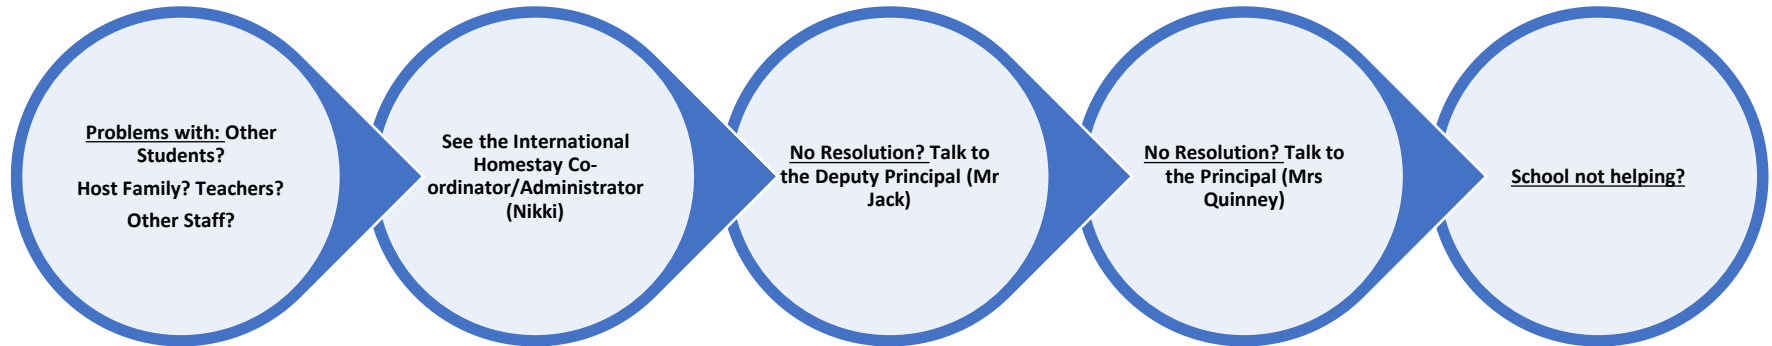 Problems with: Other
Students?
Host Family? Teachers?
Other Staff?
See the International
Homestay Co-
ordinator/Administrator
(Nikki)
No Resolution? Talk to
the Deputy Principal (Mr
Jack)
No Resolution? Talk to
the Principal (Mrs
Quinney)
School not helping?